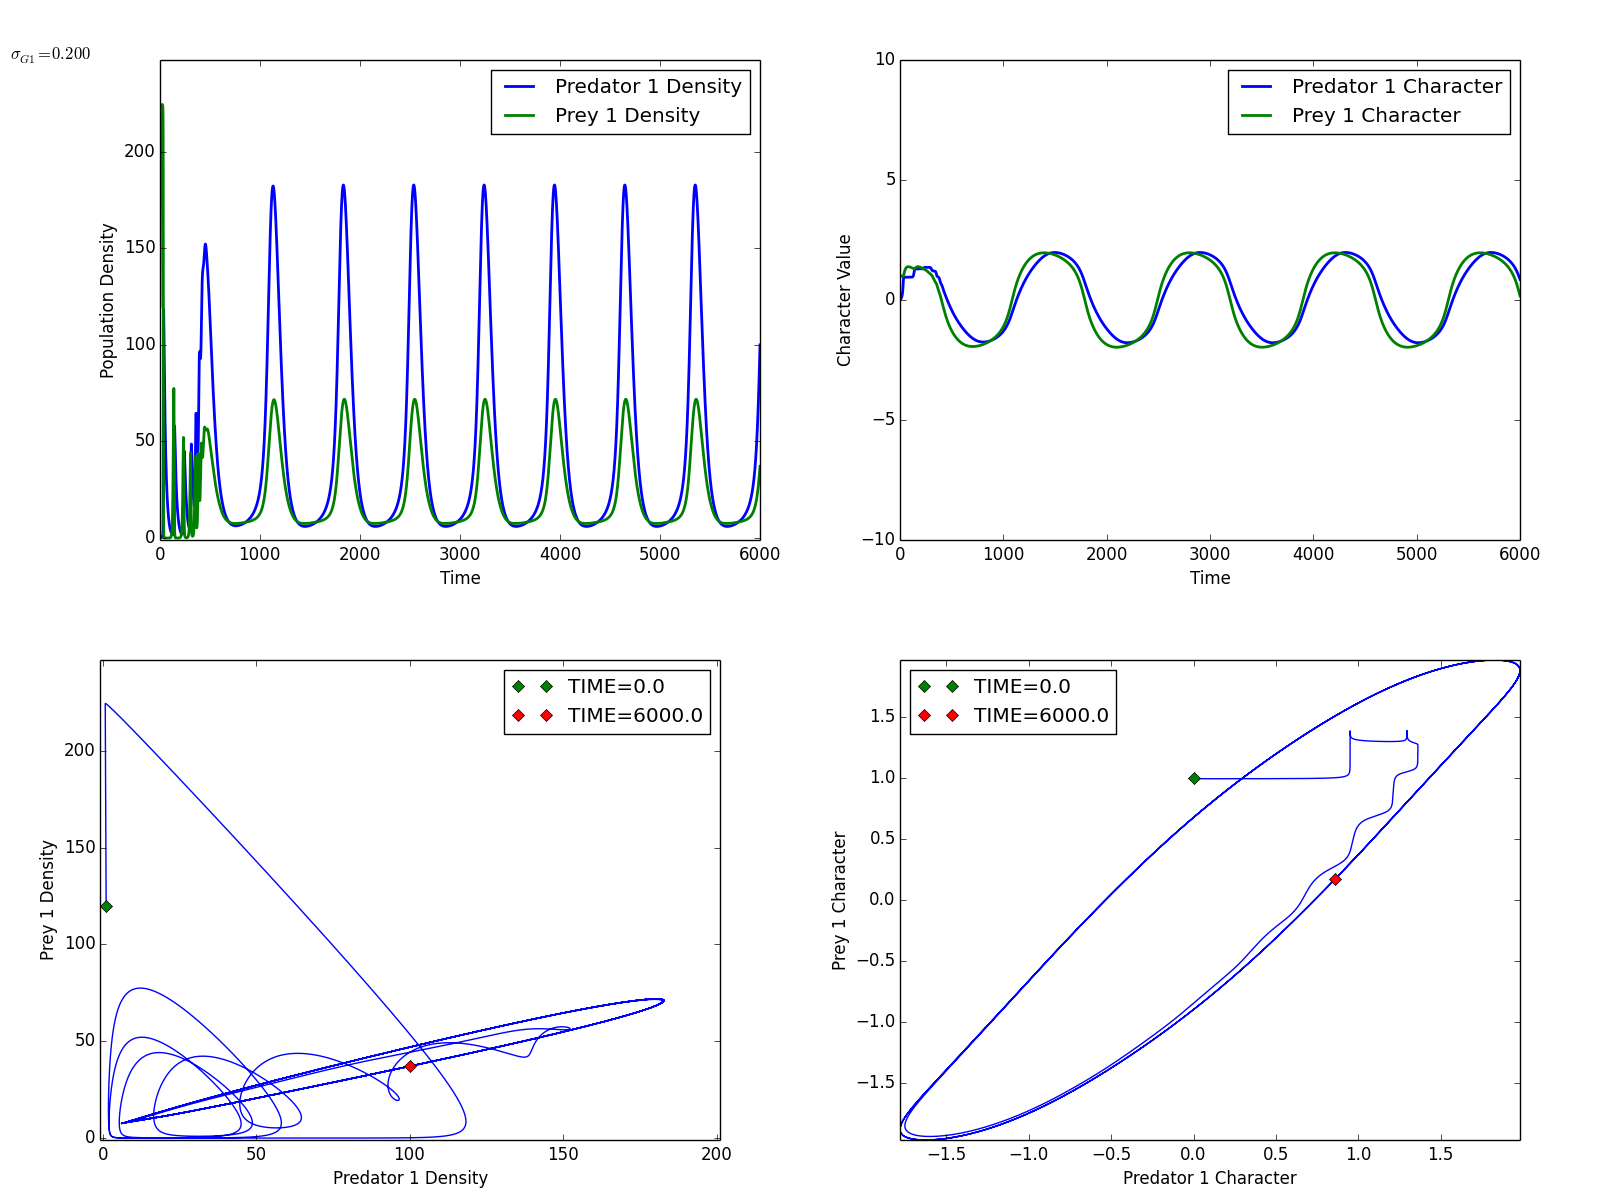 σG1=0.200
Predator 1 Density
Prey 1 Density
200
150
100
50
0
Population Density
0 1000 2000 3000 4000 5000 6000
Time
Predator 1 Character
Prey 1 Character
10
5
0
−5
−10
Character Value
0 1000 2000 3000 4000 5000 6000
Time
TIME=0.0
TIME=6000.0
200
150
100
50
0
Prey 1 Density
0 50 100 150 200
Predator 1 Density
TIME=0.0
TIME=6000.0
1.5
1.0
0.5
0.0
−0.5
−1.0
−1.5
Prey 1 Character
−1.5 −1.0 −0.5 0.0 0.5 1.0 1.5
Predator 1 Character